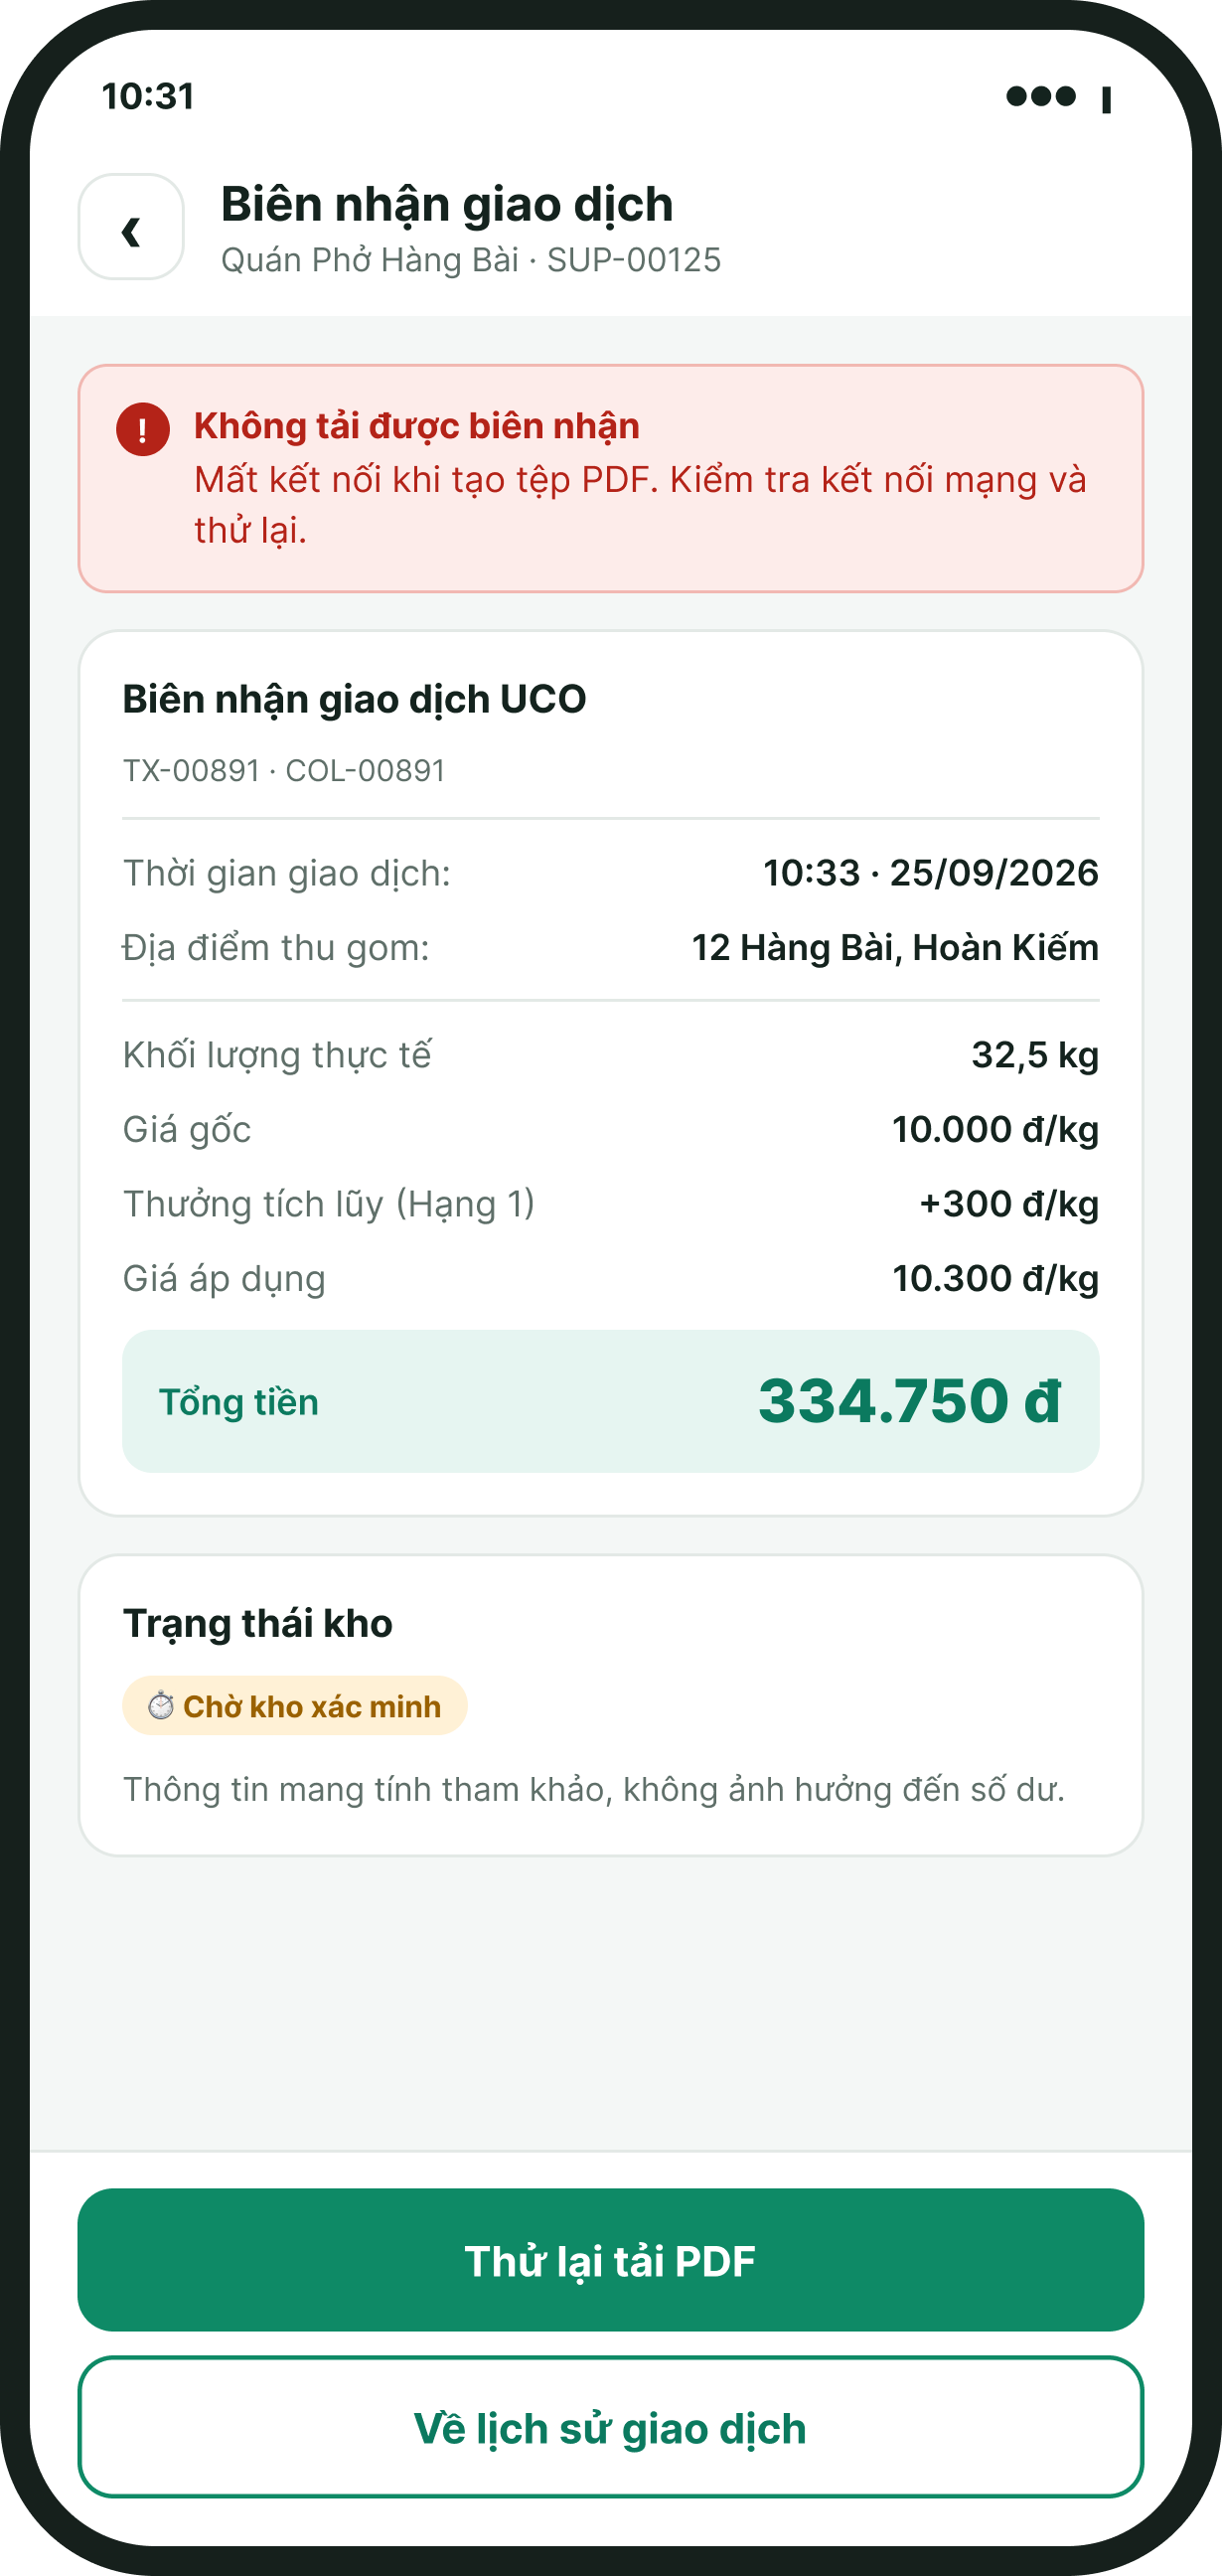 10:31
Biên nhận giao dịch
Quán Phở Hàng Bài · SUP-00125
Không tải được biên nhận
Mất kết nối khi tạo tệp PDF. Kiểm tra kết nối mạng và
thử lại.
Biên nhận giao dịch UCO
TX-00891 · COL-00891
Thời gian giao dịch: 10:33 · 25/09/2026
Địa điểm thu gom: 12 Hàng Bài, Hoàn Kiếm
Khối lượng thực tế 32,5 kg
Giá gốc 10.000 đ/kg
Thưởng tích lũy (Hạng 1) +300 đ/kg
Giá áp dụng 10.300 đ/kg
Tổng tiền 334.750 đ
Trạng thái kho
Chờ kho xác minh
Thông tin mang tính tham khảo, không ảnh hưởng đến số dư.
Thử lại tải PDF
Về lịch sử giao dịch